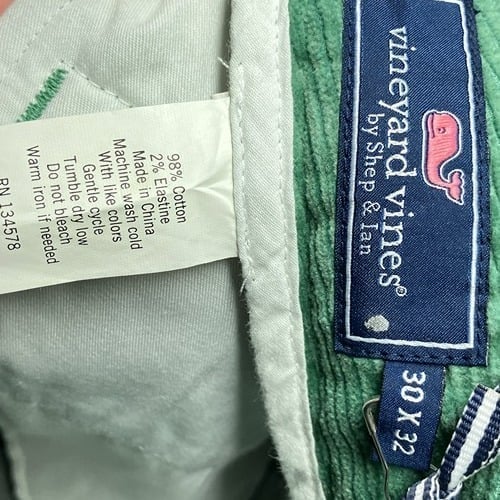 98% Cotton
2% Elastine
Made in China
Machine wash cold
With like colors
Gentle cycle
Tumble dry low
Do not bleach
Warm iron if needed
RN 134578
vineyard vines®
by Shep & Ian
30 X 32